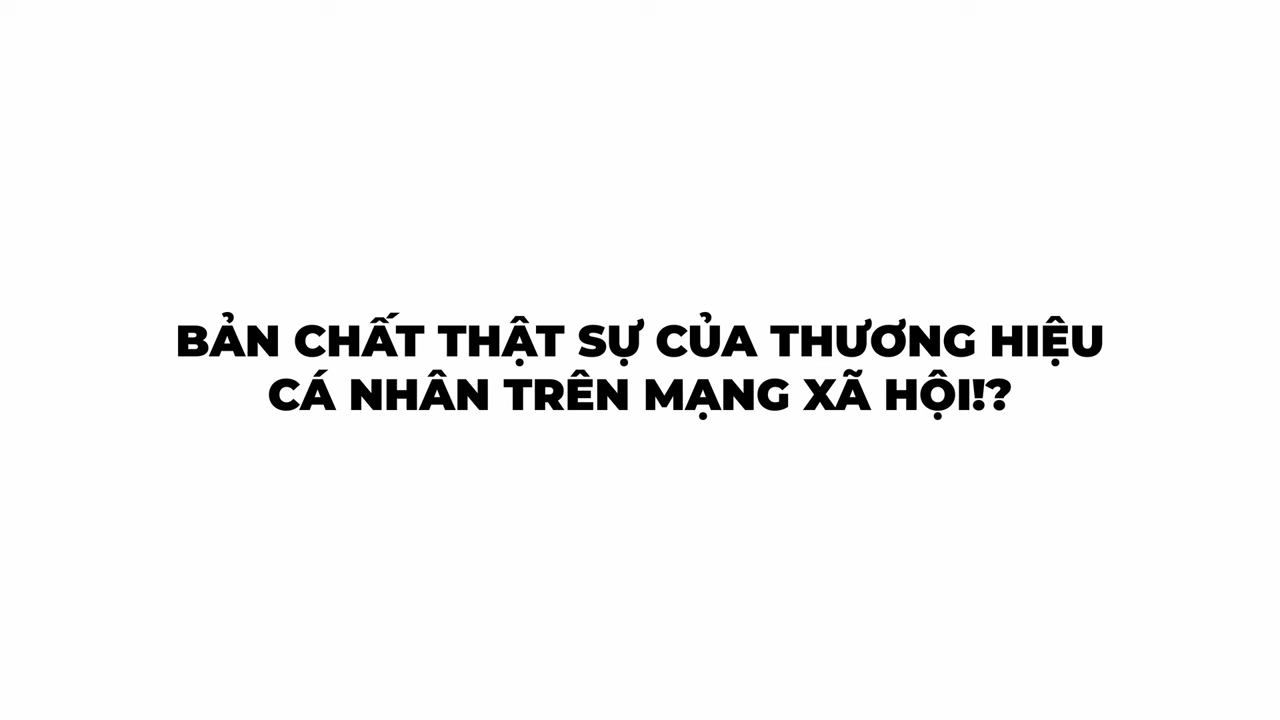 BẢN CHẤT THẬT SỰ CỦA THƯƠNG HIỆU
CÁ NHÂN TRÊN MẠNG XÃ HỘI!?